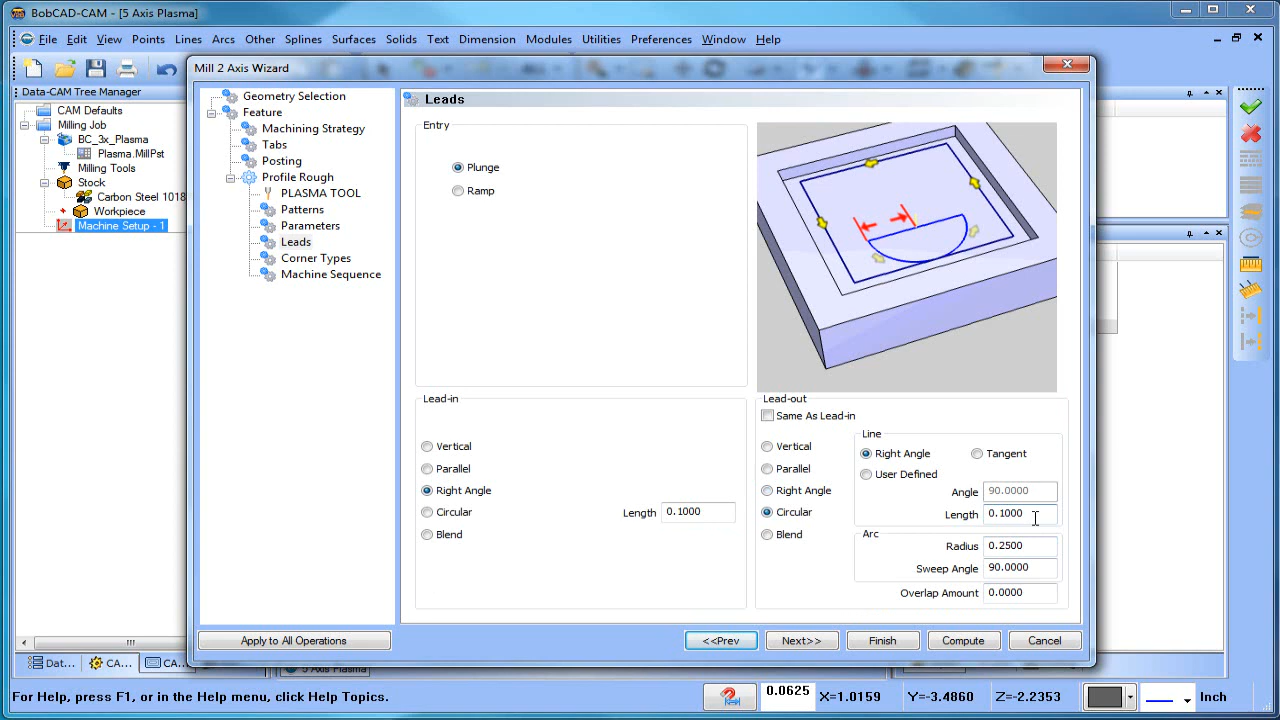 BobCAD-CAM - [5 Axis Plasma]
File Edit View Points Lines Arcs Other Splines Surfaces Solids Text Dimension Modules Utilities Preferences Window Help
Data-CAM Tree Manager
CAM Defaults
Milling Job
BC_3x_Plasma
Plasma.MillPst
Milling Tools
Stock
Carbon Steel 1018
Workpiece
Machine Setup - 1
Mill 2 Axis Wizard
Geometry Selection
Feature
Machining Strategy
Tabs
Posting
Profile Rough
PLASMA TOOL
Patterns
Parameters
Leads
Corner Types
Machine Sequence
Leads
Entry
Plunge
Ramp
Lead-in
Vertical
Parallel
Right Angle
Circular
Blend
Length 0.1000
Lead-out
Same As Lead-in
Vertical
Parallel
Right Angle
Circular
Blend
Line
Right Angle Tangent
User Defined
Angle 90.0000
Length 0.1000
Arc
Radius 0.2500
Sweep Angle 90.0000
Overlap Amount 0.0000
Apply to All Operations
<<Prev Next>> Finish Compute Cancel
Dat... CA... CA... 5 Axis Plasma
For Help, press F1, or in the Help menu, click Help Topics. 0.0625 X=1.0159 Y=-3.4860 Z=-2.2353 Inch